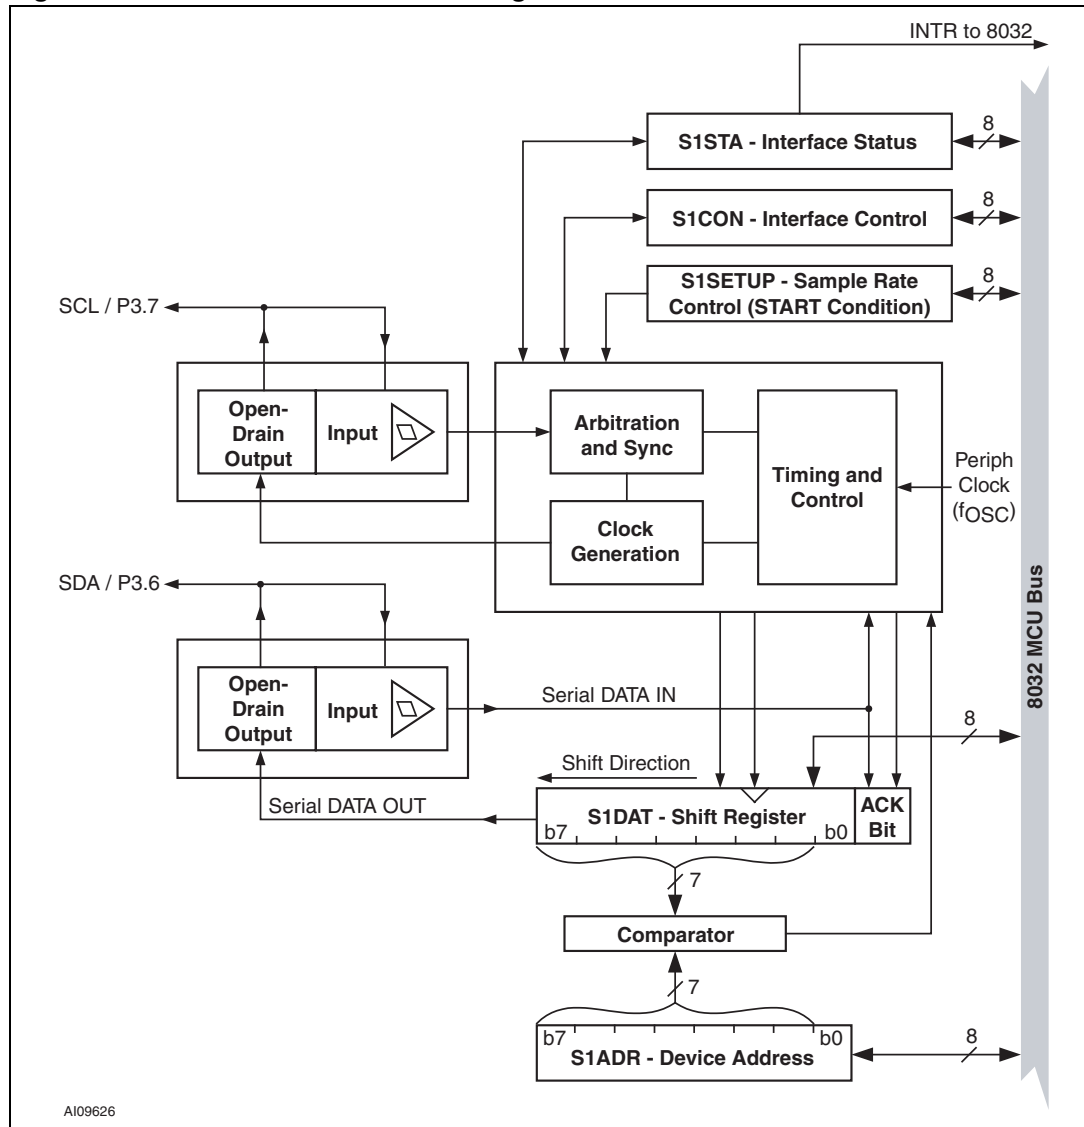 INTR to 8032
S1STA - Interface Status
8
S1CON - Interface Control
8
S1SETUP - Sample Rate
Control (START Condition)
8
SCL / P3.7
Open-
Drain
Output
Input
Arbitration
and Sync
Timing and
Control
Periph
Clock
(fOSC)
Clock
Generation
SDA / P3.6
Open-
Drain
Output
Input
Serial DATA IN
8032 MCU Bus
8
Shift Direction
Serial DATA OUT
S1DAT - Shift Register
b7
b0
ACK
Bit
7
Comparator
7
b7
b0
S1ADR - Device Address
8
AI09626